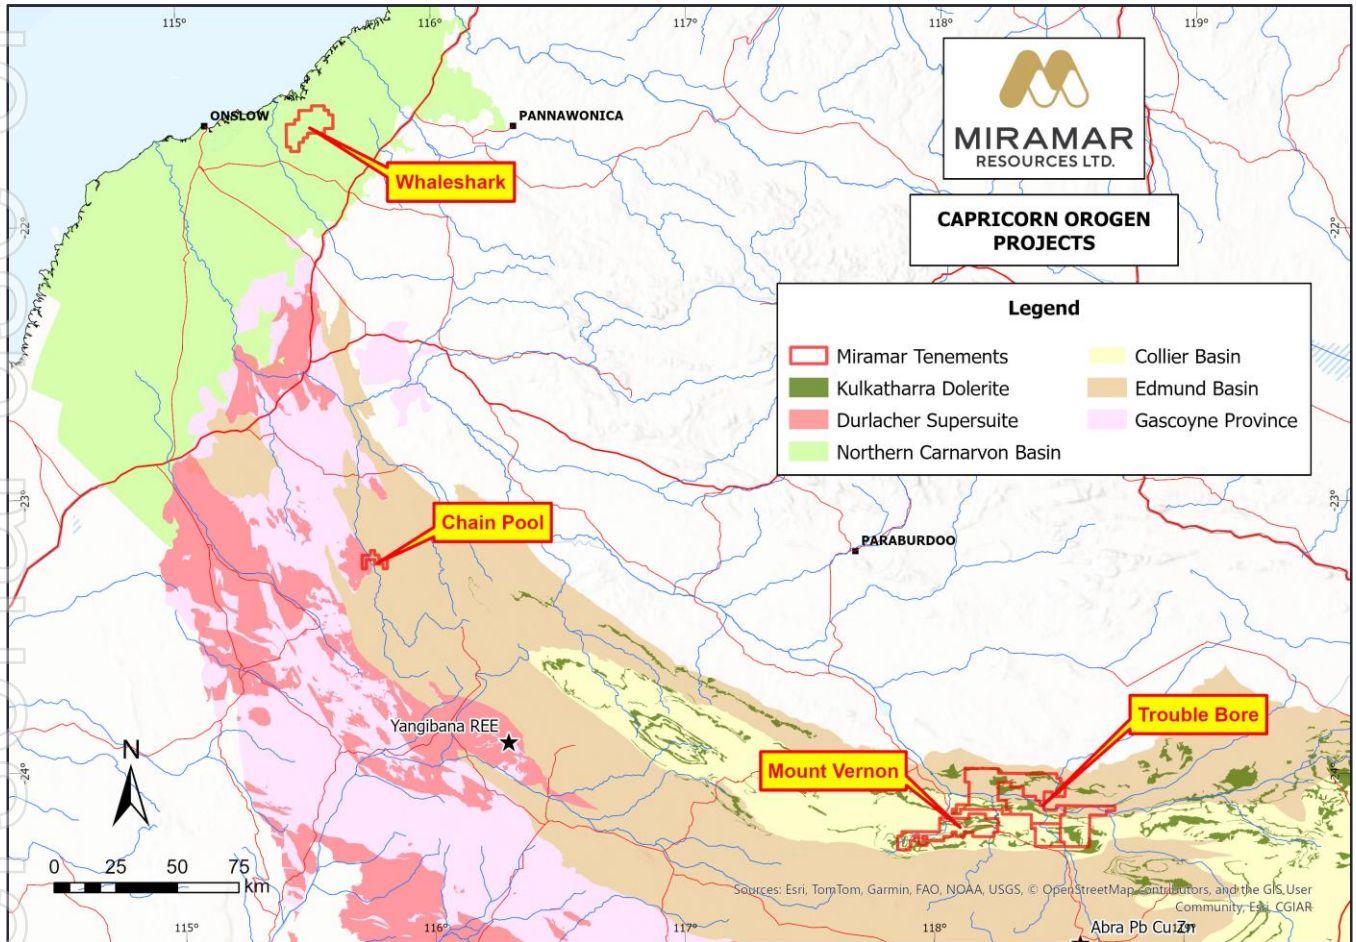 115°
116°
117°
118°
119°
MIRAMAR
RESOURCES LTD.
ONSLOW
PANNAWONICA
Whaleshark
CAPRICORN OROGEN
PROJECTS
-22°
-22°
Legend
Miramar Tenements
Kulkatharra Dolerite
Durlacher Supersuite
Northern Carnarvon Basin
Collier Basin
Edmund Basin
Gascoyne Province
-23°
-23°
Chain Pool
PARABURDOO
Yangibana REE
Trouble Bore
Mount Vernon
N
-24°
-24°
0 25 50 75
km
Sources: Esri, TomTom, Garmin, FAO, NOAA, USGS, © OpenStreetMap contributors, and the GIS User
Community, Esri, CGIAR
115°
116°
117°
118°
119°
Abra Pb Cu Zn